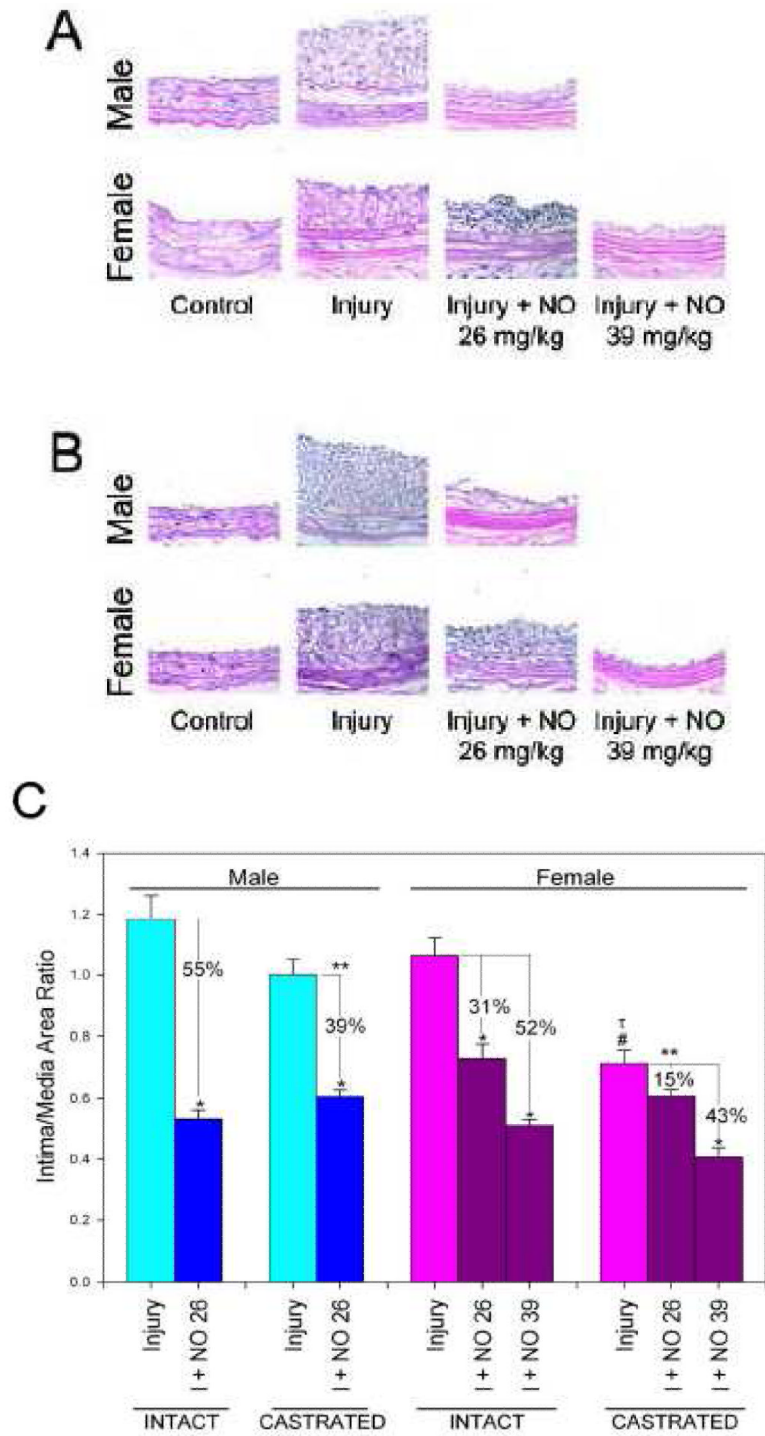 A
Male
Female
Control Injury Injury + NO Injury + NO
26 mg/kg 39 mg/kg
B
Male
Female
Control Injury Injury + NO Injury + NO
26 mg/kg 39 mg/kg
C
Intima/Media Area Ratio
1.4
1.2
1.0
0.8
0.6
0.4
0.2
0.0
Male Female
55%
*
**
39%
*
31%
*
52%
*
τ
#
**
15%
43%
*
Injury I + NO 26 Injury I + NO 26 Injury I + NO 26 I + NO 39 Injury I + NO 26 I + NO 39
INTACT CASTRATED INTACT CASTRATED